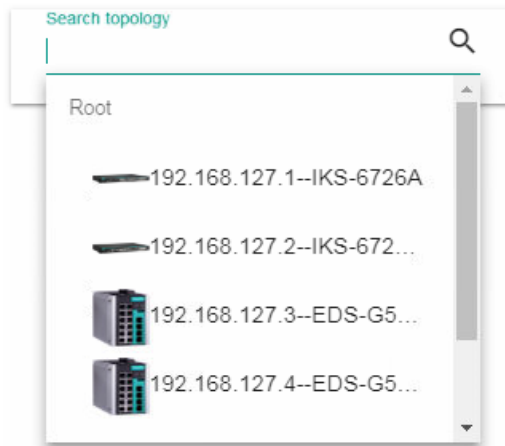 Search topology
Root
192.168.127.1--IKS-6726A
192.168.127.2--IKS-672...
192.168.127.3--EDS-G5...
192.168.127.4--EDS-G5...